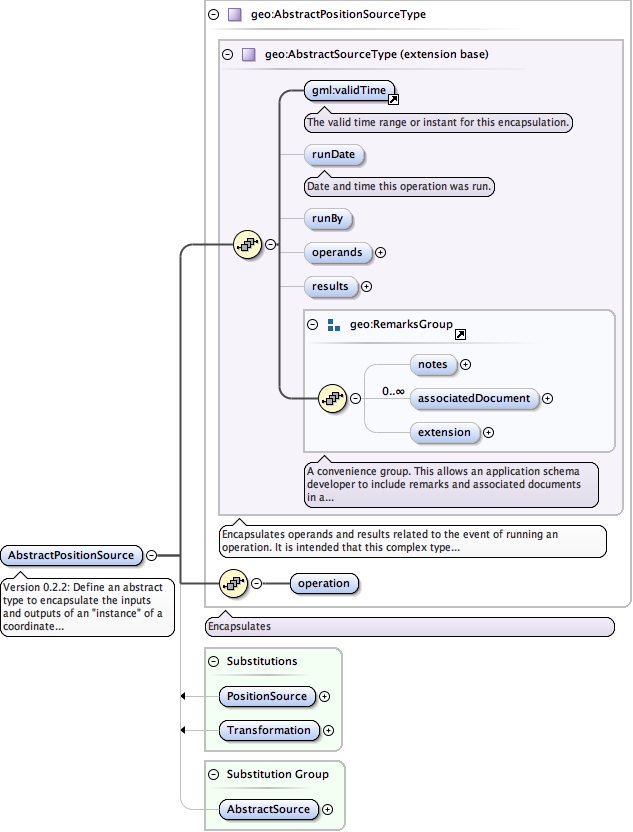 geo:AbstractPositionSourceType
geo:AbstractSourceType (extension base)
gml:validTime
The valid time range or instant for this encapsulation.
runDate
Date and time this operation was run.
runBy
operands
results
geo:RemarksGroup
notes
0..∞
associatedDocument
extension
A convenience group. This allows an application schema
developer to include remarks and associated documents
in a...
Encapsulates operands and results related to the event of running an
operation. It is intended that this complex type...
AbstractPositionSource
Version 0.2.2: Define an abstract
type to encapsulate the inputs
and outputs of an "instance" of a
coordinate...
operation
Encapsulates
Substitutions
PositionSource
Transformation
Substitution Group
AbstractSource